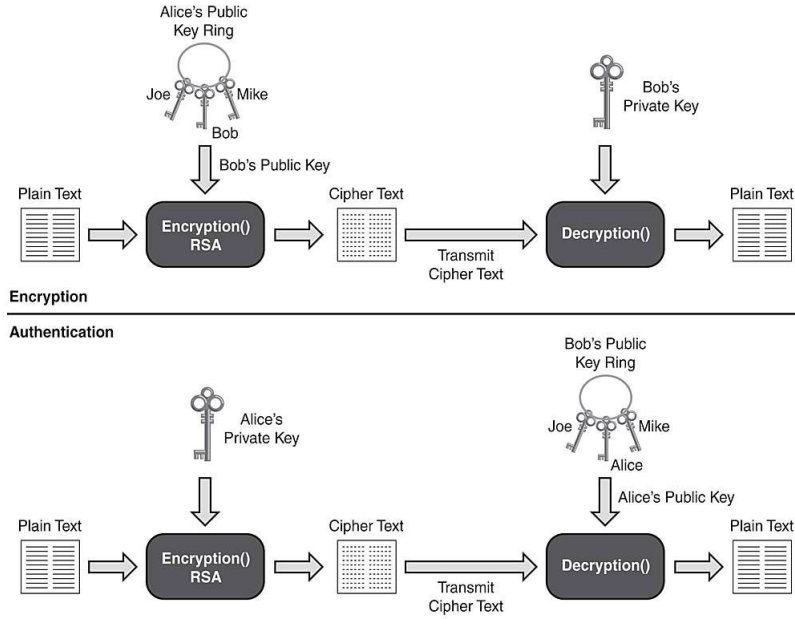 Alice's Public
Key Ring
Joe
Mike
Bob
Bob's Public Key
Bob's
Private Key
Plain Text
Encryption()
RSA
Cipher Text
Transmit
Cipher Text
Decryption()
Plain Text
Encryption
Authentication
Alice's
Private Key
Bob's Public
Key Ring
Joe
Mike
Alice
Alice's Public Key
Plain Text
Encryption()
RSA
Cipher Text
Transmit
Cipher Text
Decryption()
Plain Text